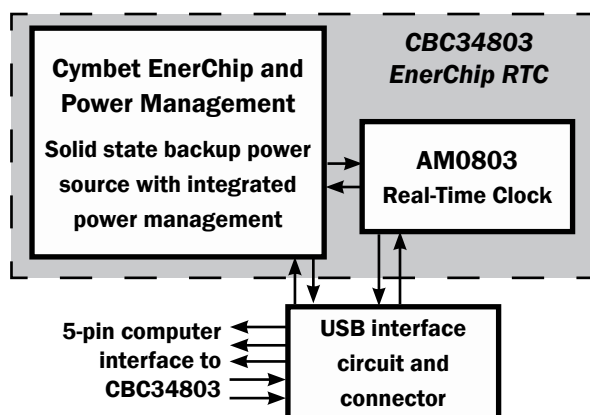 CBC34803
EnerChip RTC
Cymbet EnerChip and
Power Management
Solid state backup power
source with integrated
power management
AM0803
Real-Time Clock
USB interface
circuit and
connector
5-pin computer
interface to
CBC34803